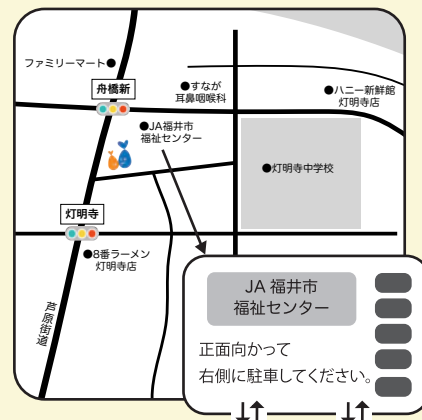 ファミリーマート●
舟橋新
●すなが
耳鼻咽喉科
●ハニー新鮮館
灯明寺店
●JA福井市
福祉センター
●灯明寺中学校
灯明寺
●8番ラーメン
灯明寺店
芦原街道
JA 福井市
福祉センター
正面向かって
右側に駐車してください。
↓↑ ↓↑